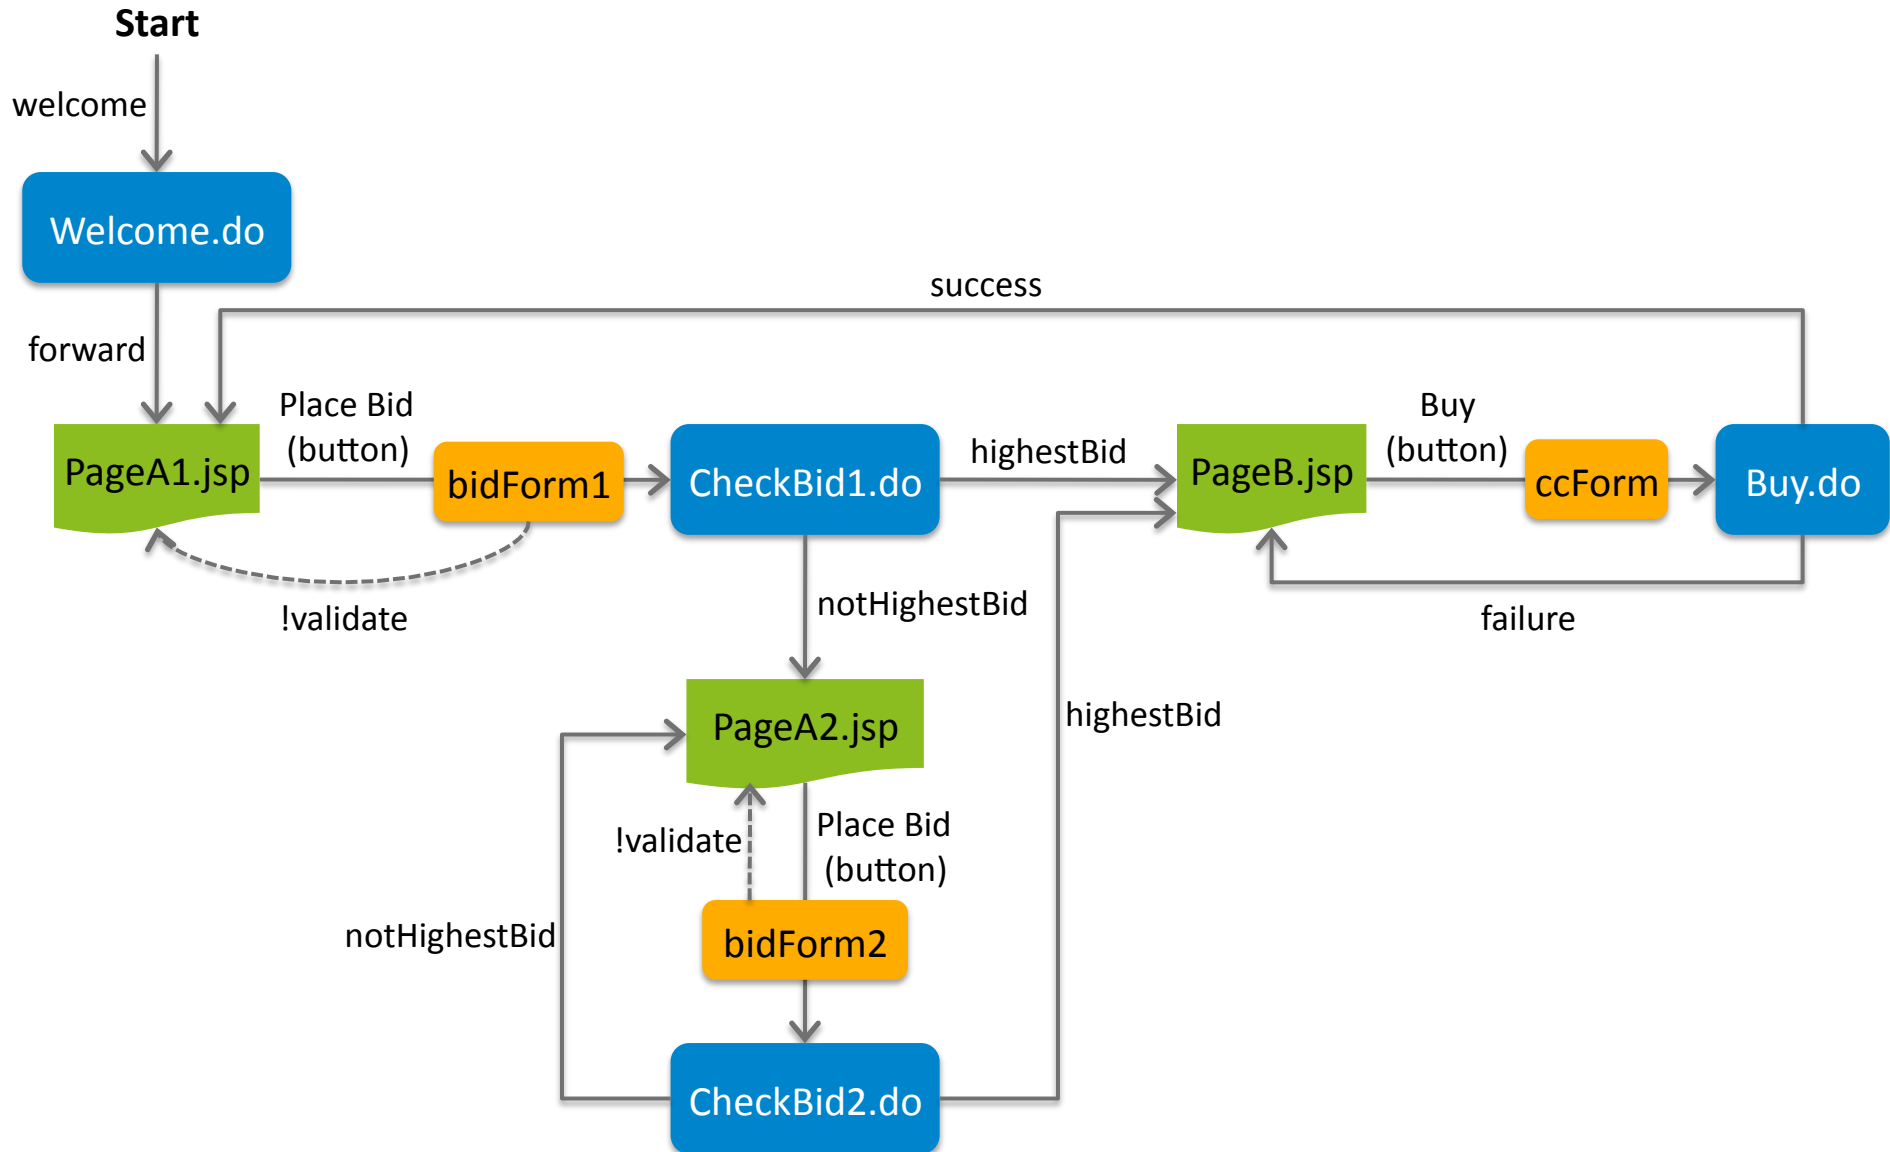 Start
welcome
Welcome.do
success
forward
Place Bid
(button)
Buy
(button)
highestBid
PageA1.jsp
bidForm1
CheckBid1.do
PageB.jsp
ccForm
Buy.do
!validate
notHighestBid
failure
PageA2.jsp
highestBid
!validate
Place Bid
(button)
notHighestBid
bidForm2
CheckBid2.do